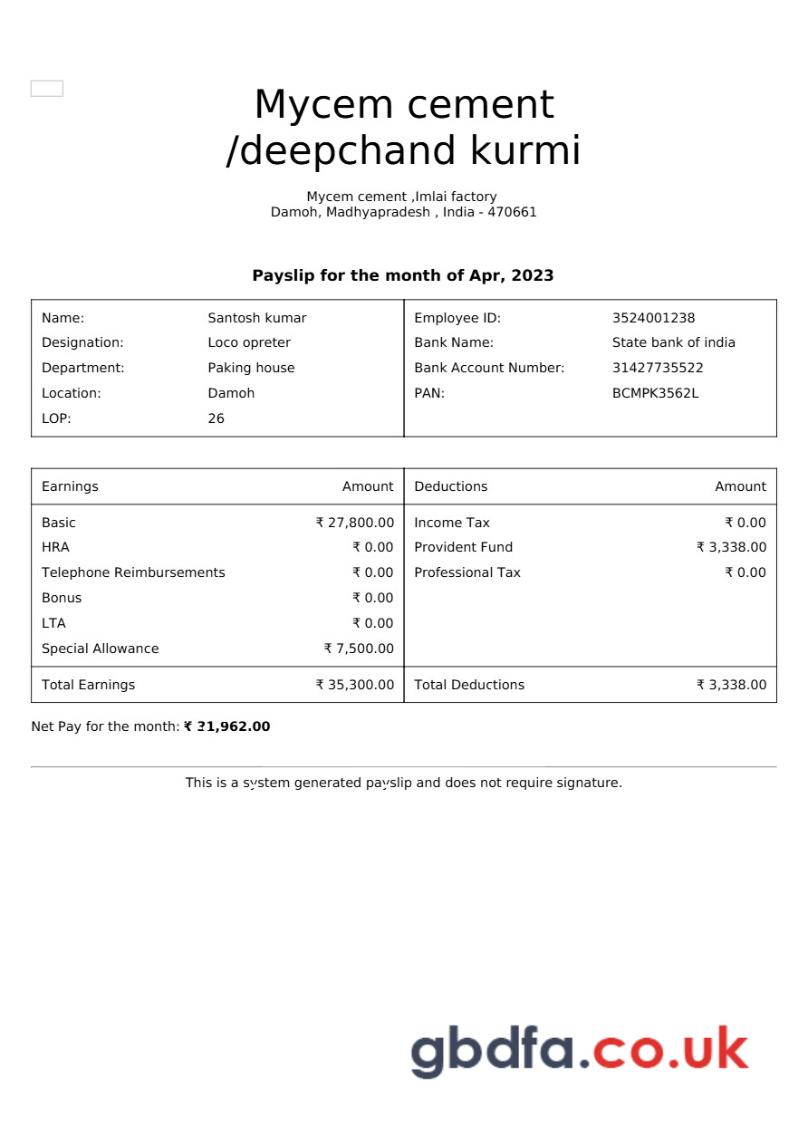 Mycem cement
/deepchand kurmi
Mycem cement ,Imlai factory
Damoh, Madhyapradesh , India - 470661
Payslip for the month of Apr, 2023
Name: Santosh kumar Employee ID: 3524001238
Designation: Loco opreter Bank Name: State bank of india
Department: Paking house Bank Account Number: 31427735522
Location: Damoh PAN: BCMPK3562L
LOP: 26
Earnings Amount Deductions Amount
Basic ₹ 27,800.00 Income Tax ₹ 0.00
HRA ₹ 0.00 Provident Fund ₹ 3,338.00
Telephone Reimbursements ₹ 0.00 Professional Tax ₹ 0.00
Bonus ₹ 0.00
LTA ₹ 0.00
Special Allowance ₹ 7,500.00
Total Earnings ₹ 35,300.00 Total Deductions ₹ 3,338.00
Net Pay for the month: ₹ 31,962.00
This is a system generated payslip and does not require signature.
gbdfa.co.uk